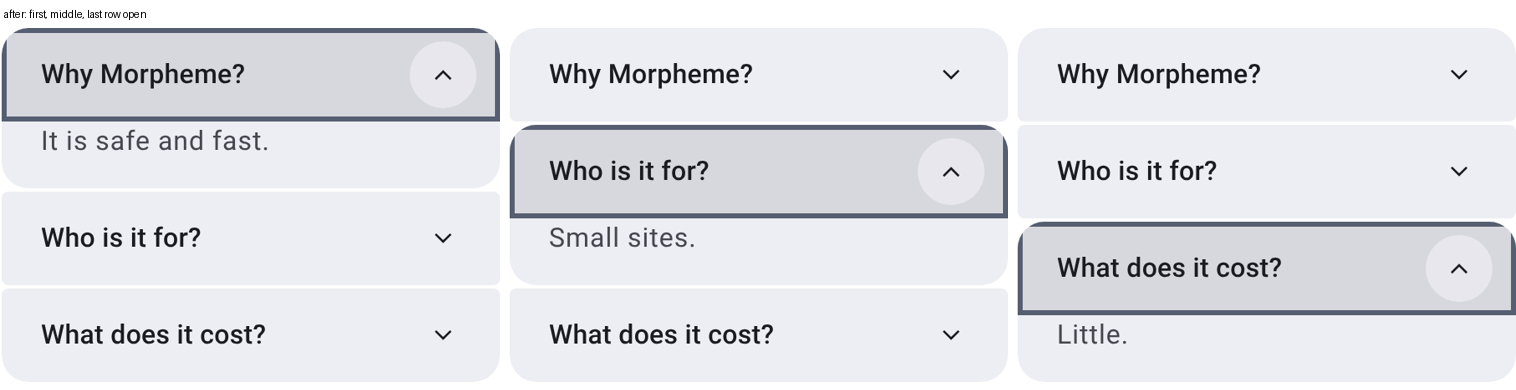 after: first, middle, last row open
Why Morpheme?
It is safe and fast.
Who is it for?
What does it cost?
Why Morpheme?
Who is it for?
Small sites.
What does it cost?
Why Morpheme?
Who is it for?
What does it cost?
Little.